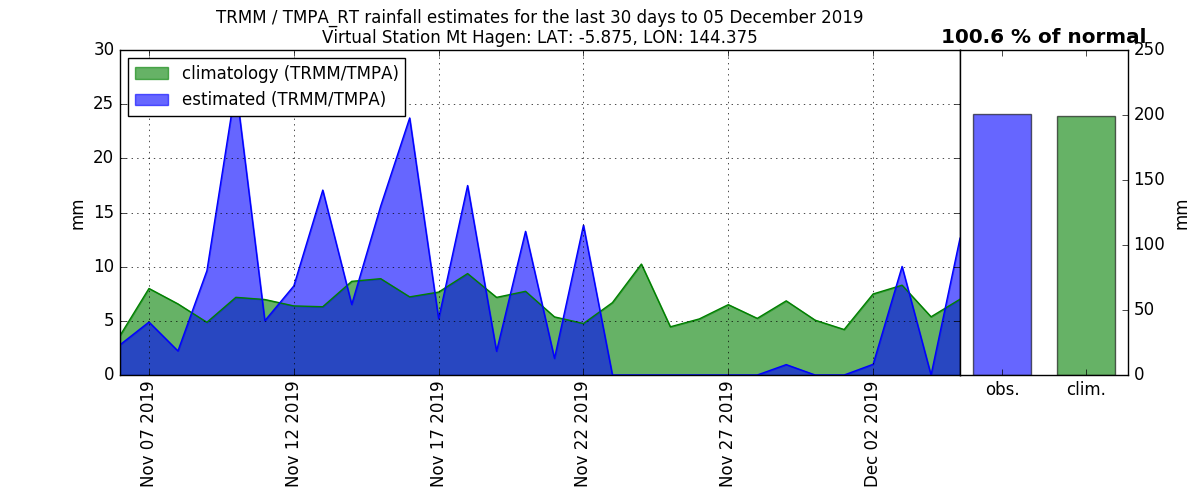 TRMM / TMPA_RT rainfall estimates for the last 30 days to 05 December 2019
Virtual Station Mt Hagen: LAT: -5.875, LON: 144.375
100.6 % of normal
climatology (TRMM/TMPA)
estimated (TRMM/TMPA)
30
25
20
15
10
5
0
mm
Nov 07 2019
Nov 12 2019
Nov 17 2019
Nov 22 2019
Nov 27 2019
Dec 02 2019
250
200
150
100
50
0
mm
obs.
clim.